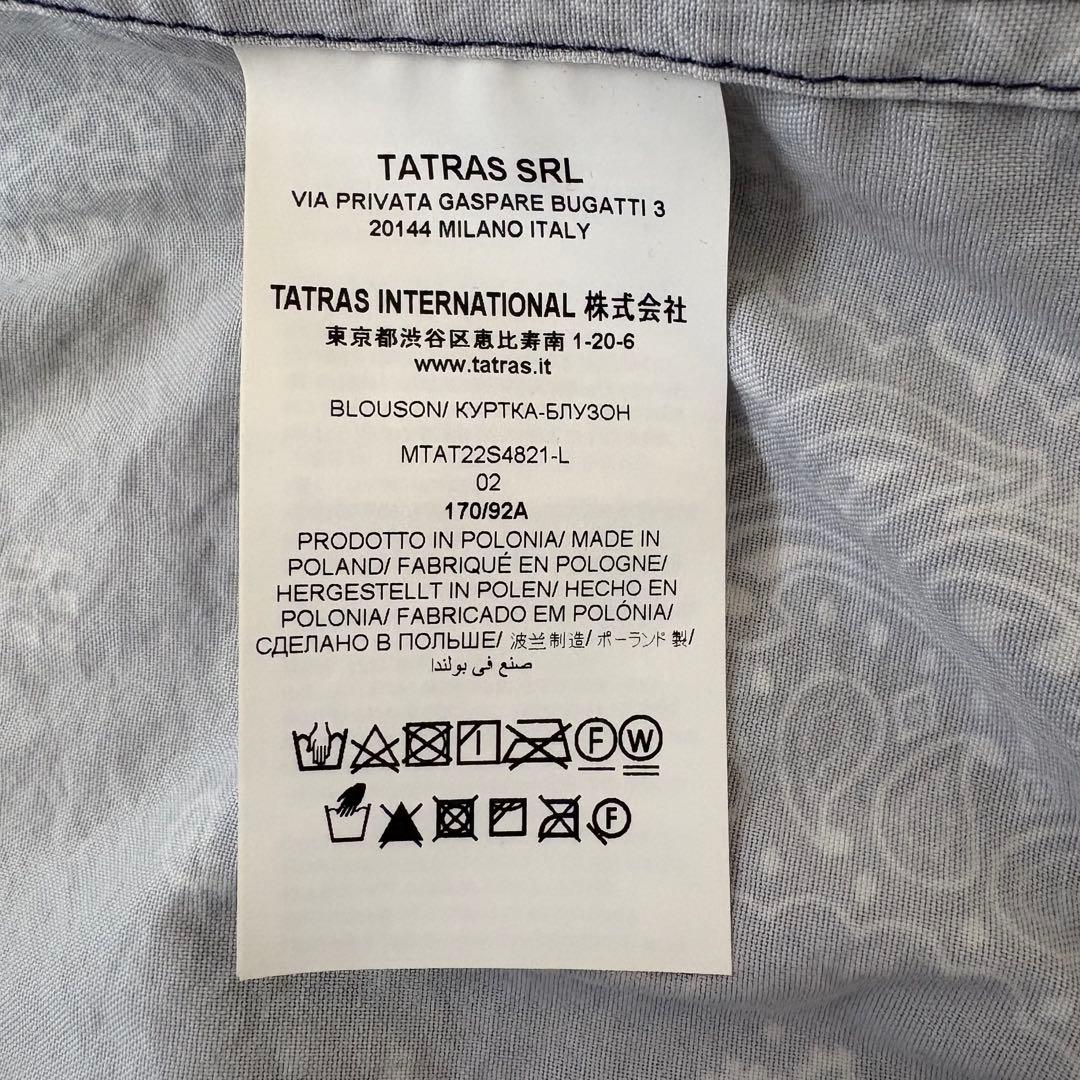 TATRAS SRL
VIA PRIVATA GASPARE BUGATTI 3
20144 MILANO ITALY
TATRAS INTERNATIONAL 株式会社
東京都渋谷区恵比寿南 1-20-6
www.tatras.it
BLOUSON/ КУРТКА-БЛУЗОН
MTAT22S4821-L
02
170/92A
PRODOTTO IN POLONIA/ MADE IN
POLAND/ FABRIQUÉ EN POLOGNE/
HERGESTELLT IN POLEN/ HECHO EN
POLONIA/ FABRICADO EM POLÓNIA/
СДЕЛАНО В ПОЛЬШЕ/ 波兰制造/ ポーランド製/
صنع في بولندا
F W
F